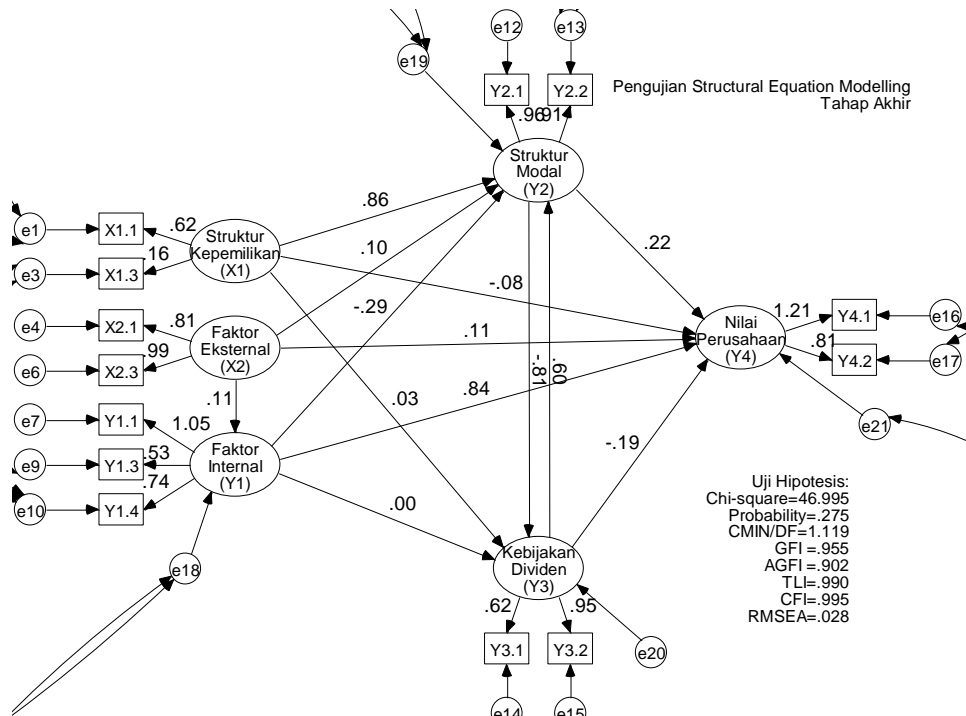 e12
e13
e19
Y2.1
Y2.2
Pengujian Structural Equation Modelling
Tahap Akhir
.96
.91
Struktur
Modal
(Y2)
.86
.10
-.29
.22
e1
X1.1
.62
e3
X1.3
.16
Struktur
Kepemilikan
(X1)
-.08
e4
X2.1
.81
e6
X2.3
.99
Faktor
Eksternal
(X2)
.11
Nilai
Perusahaan
(Y4)
1.21
Y4.1
e16
.81
Y4.2
e17
-.81
.60
.11
.03
.84
e7
Y1.1
1.05
e9
Y1.3
.53
e10
Y1.4
.74
Faktor
Internal
(Y1)
e21
-.19
.00
Uji Hipotesis:
Chi-square=46.995
Probability=.275
CMIN/DF=1.119
GFI =.955
AGFI =.902
TLI=.990
CFI=.995
RMSEA=.028
e18
Kebijakan
Dividen
(Y3)
.62
.95
Y3.1
Y3.2
e20
e14
e15